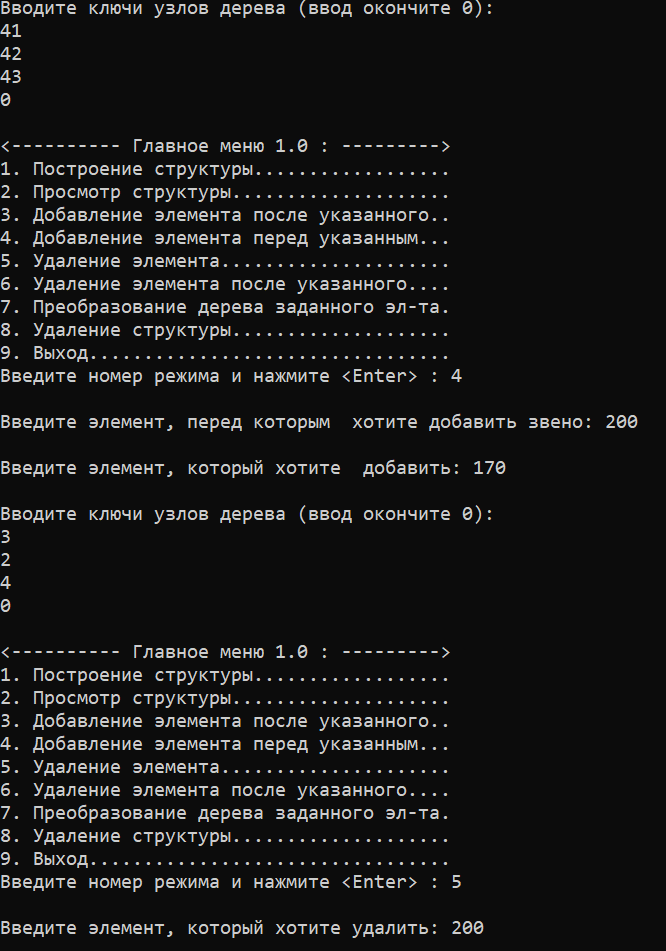 Вводите ключи узлов дерева (ввод окончите 0):
41
42
43
0
<---------- Главное меню 1.0 : --------->
1. Построение структуры..................
2. Просмотр структуры....................
3. Добавление элемента после указанного..
4. Добавление элемента перед указанным...
5. Удаление элемента.....................
6. Удаление элемента после указанного....
7. Преобразование дерева заданного эл-та.
8. Удаление структуры....................
9. Выход.................................
Введите номер режима и нажмите <Enter> : 4
Введите элемент, перед которым  хотите добавить звено: 200
Введите элемент, который хотите  добавить: 170
Вводите ключи узлов дерева (ввод окончите 0):
3
2
4
0
<---------- Главное меню 1.0 : --------->
1. Построение структуры..................
2. Просмотр структуры....................
3. Добавление элемента после указанного..
4. Добавление элемента перед указанным...
5. Удаление элемента.....................
6. Удаление элемента после указанного....
7. Преобразование дерева заданного эл-та.
8. Удаление структуры....................
9. Выход.................................
Введите номер режима и нажмите <Enter> : 5
Введите элемент, который хотите удалить: 200